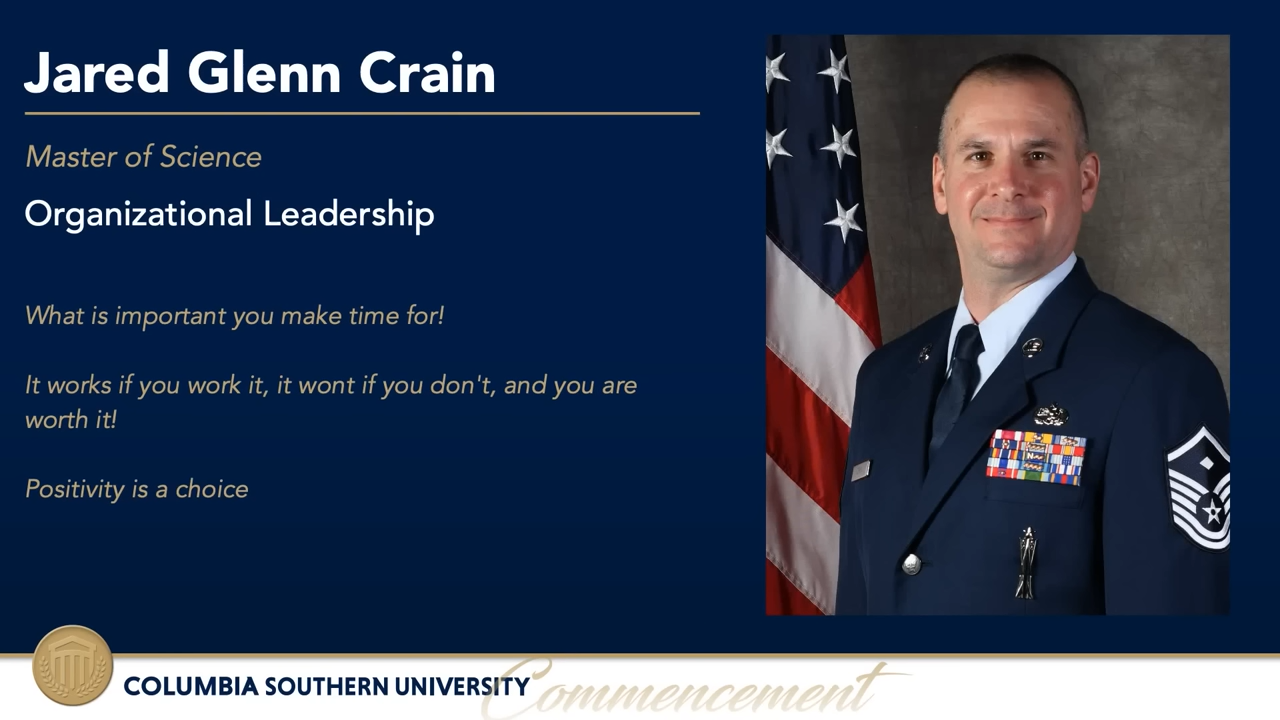 Jared Glenn Crain
Master of Science
Organizational Leadership
What is important you make time for!
It works if you work it, it wont if you don't, and you are
worth it!
Positivity is a choice
COLUMBIA SOUTHERN UNIVERSITY
Commencement